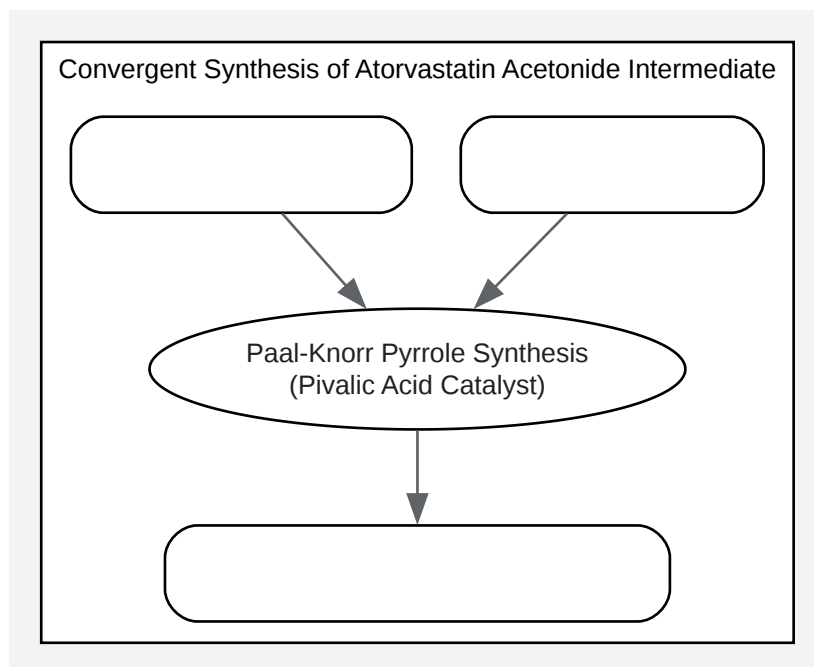 Convergent Synthesis of Atorvastatin Acetonide Intermediate
Paal-Knorr Pyrrole Synthesis
(Pivalic Acid Catalyst)